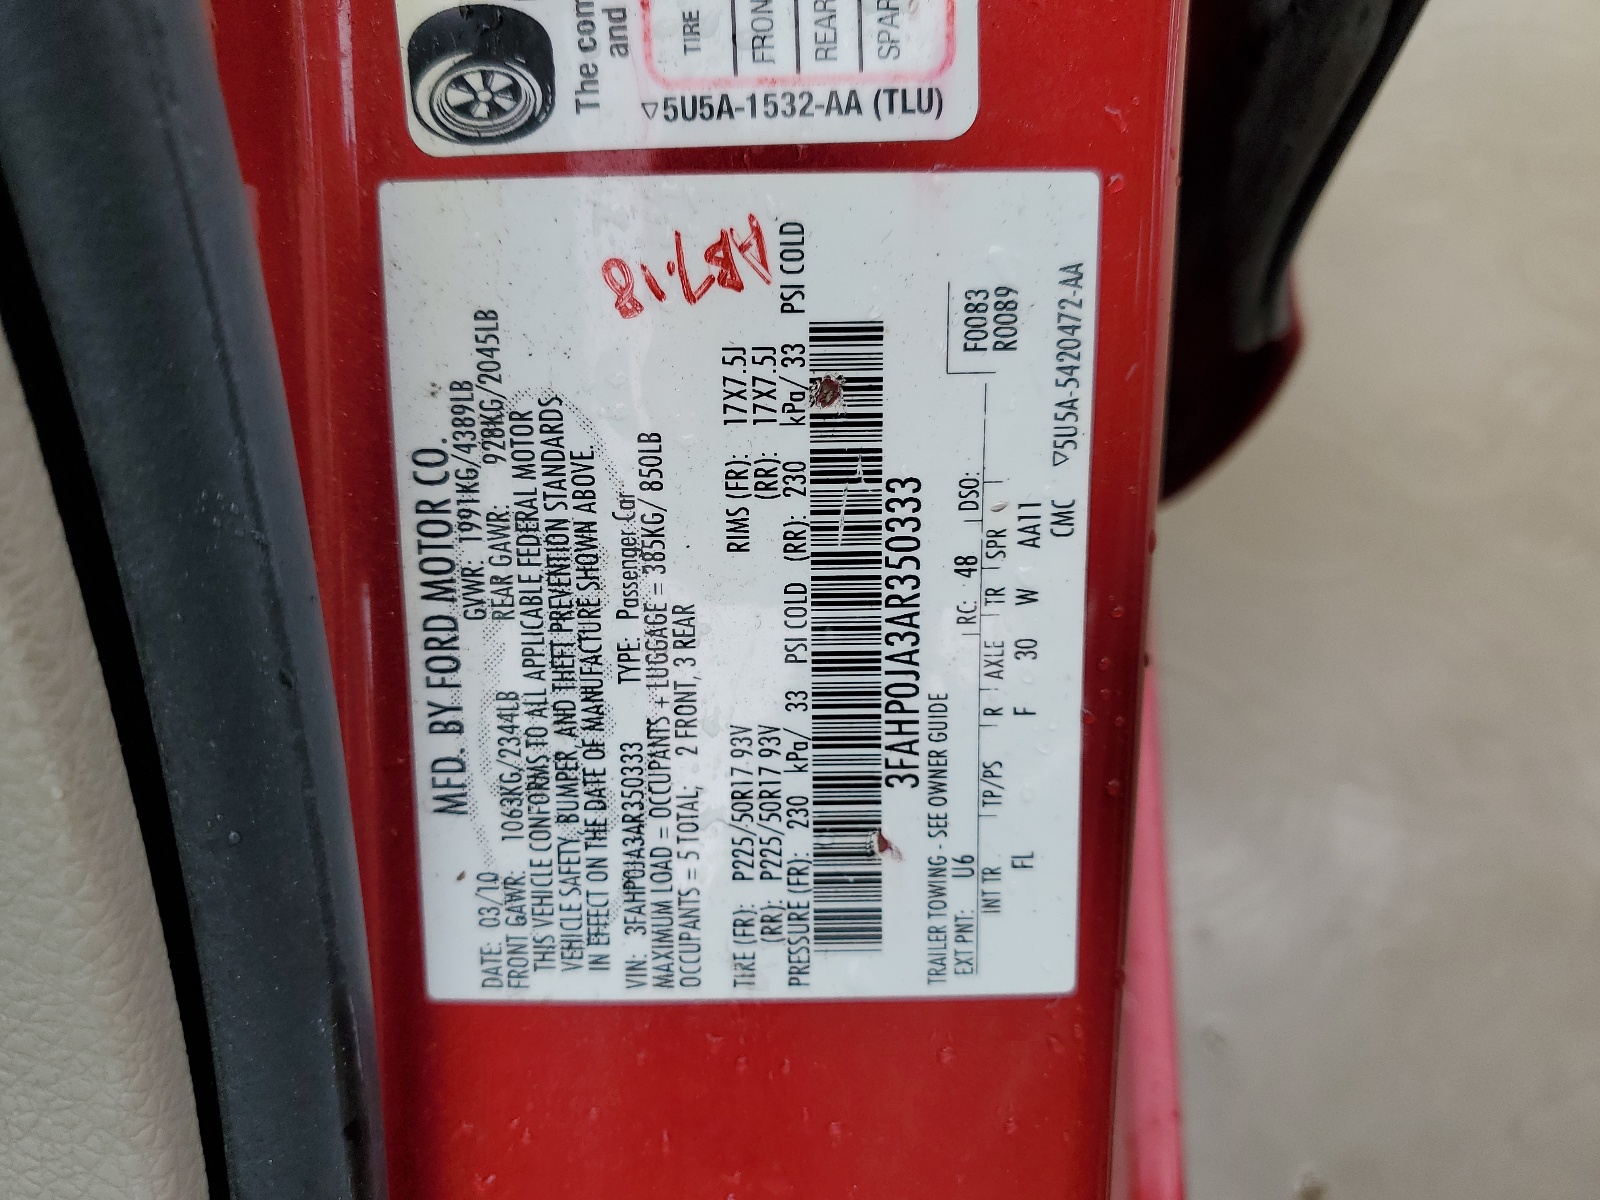 The com
and
TIRE
FRON
REAR
SPAR
▽5U5A-1532-AA (TLU)
MFD. BY FORD MOTOR CO.
DATE: 03/10 GVWR: 1991KG/4389LB
FRONT GAWR: 1063KG/2344LB REAR GAWR: 928KG/2045LB
THIS VEHICLE CONFORMS TO ALL APPLICABLE FEDERAL MOTOR
VEHICLE SAFETY, BUMPER, AND THEFT PREVENTION STANDARDS
IN EFFECT ON THE DATE OF MANUFACTURE SHOWN ABOVE.
VIN: 3FAHP0JA3AR350333 TYPE: Passenger Car
MAXIMUM LOAD = OCCUPANTS + LUGGAGE = 385KG/ 850LB
OCCUPANTS = 5 TOTAL; 2 FRONT, 3 REAR
TIRE (FR): P225/50R17 93V RIMS (FR): 17X7.5J
(RR): P225/50R17 93V (RR): 17X7.5J
PRESSURE (FR): 230 kPa/ 33 PSI COLD (RR): 230 kPa/ 33 PSI COLD
3FAHP0JA3AR350333
TRAILER TOWING - SEE OWNER GUIDE
F0083
R0089
EXT PNT: U6 RC: 48 DSO:
INT TR TP/PS R AXLE TR SPR
FL F 30 W AA11
CMC ▽5U5A-5420472-AA